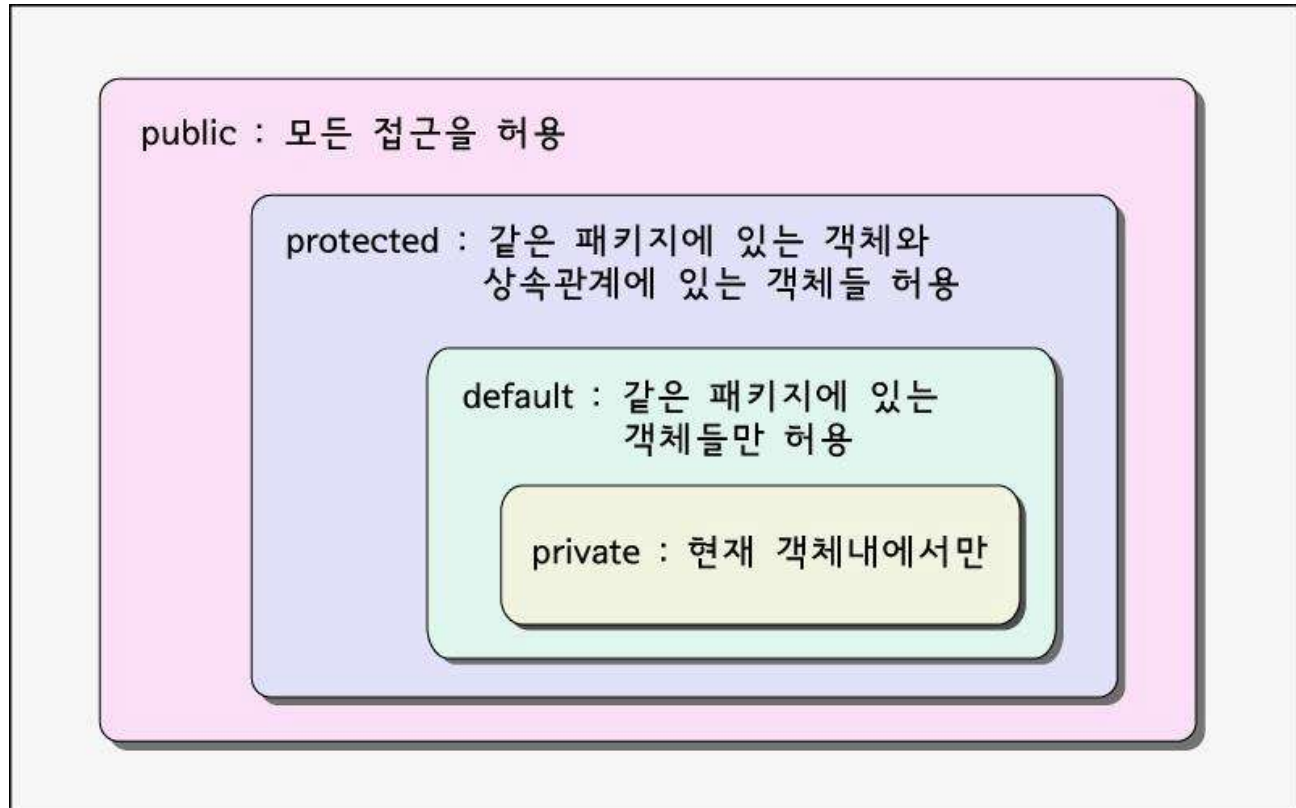 public : 모든 접근을 허용
protected : 같은 패키지에 있는 객체와
상속관계에 있는 객체들 허용
default : 같은 패키지에 있는
객체들만 허용
private : 현재 객체내에서만